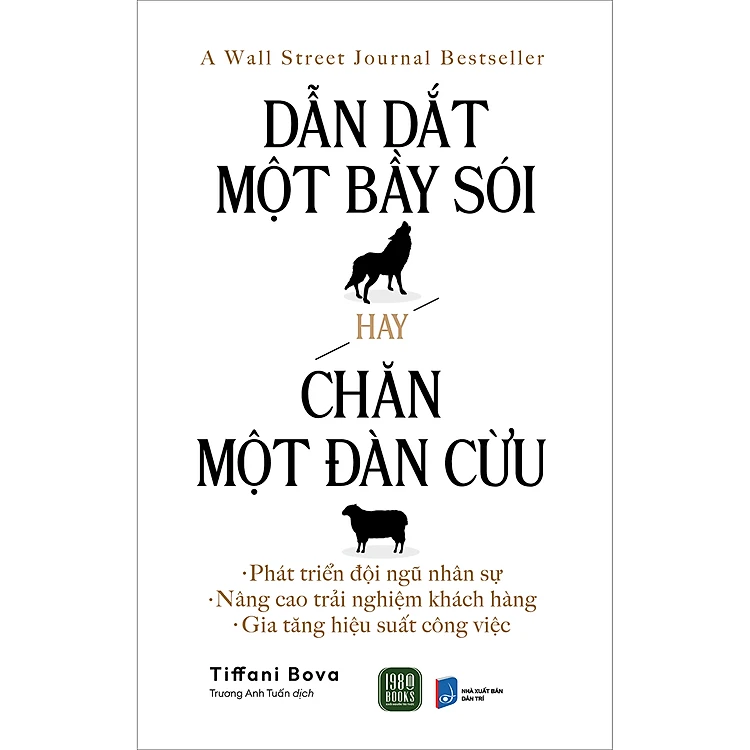 A Wall Street Journal Bestseller
DẪN DẮT
MỘT BẦY SÓI
HAY
CHĂN
MỘT ĐÀN CỪU
·Phát triển đội ngũ nhân sự
·Nâng cao trải nghiệm khách hàng
·Gia tăng hiệu suất công việc
Tiffani Bova
Trương Anh Tuấn dịch
1980
BOOKS
NHÀ XUẤT BẢN
DÂN TRÍ